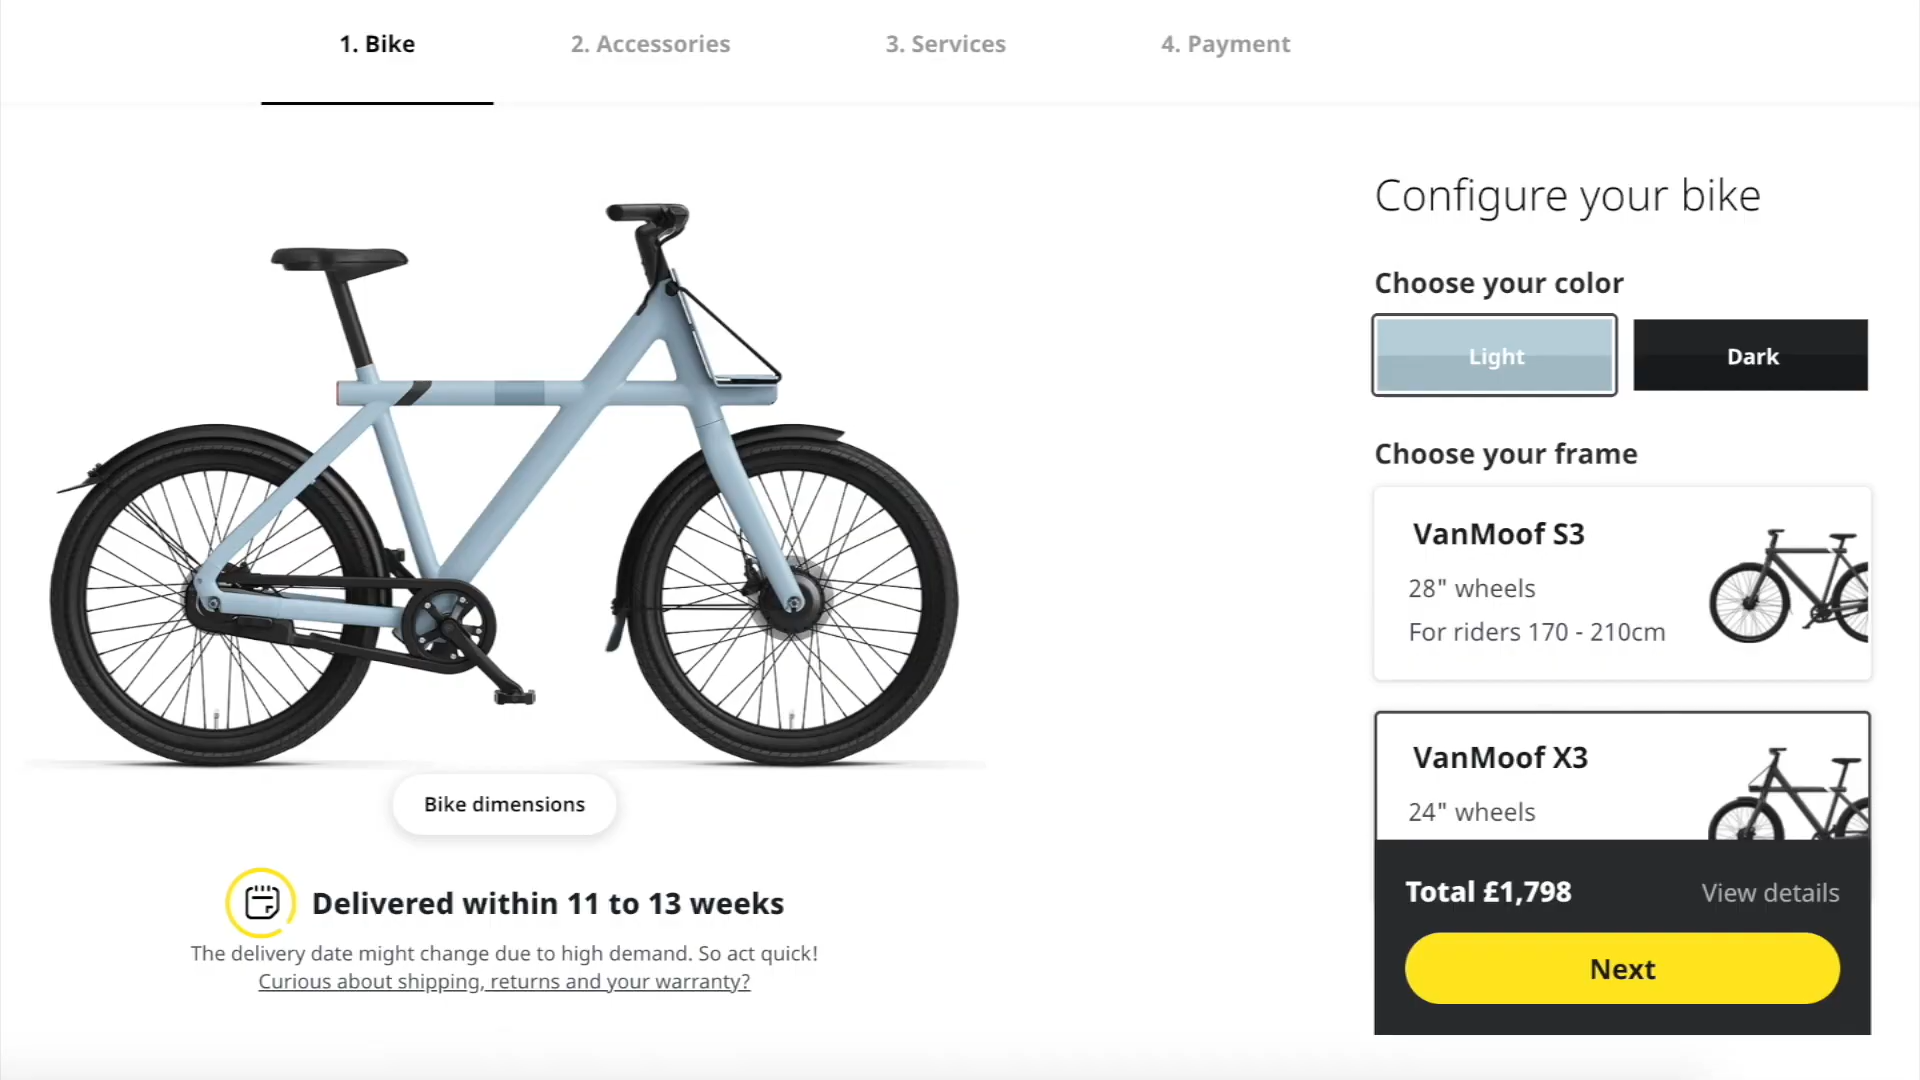 1. Bike
2. Accessories
3. Services
4. Payment
Configure your bike
Choose your color
Light
Dark
Choose your frame
VanMoof S3
28" wheels
For riders 170 - 210cm
VanMoof X3
24" wheels
Total £1,798
View details
Next
Bike dimensions
Delivered within 11 to 13 weeks
The delivery date might change due to high demand. So act quick!
Curious about shipping, returns and your warranty?